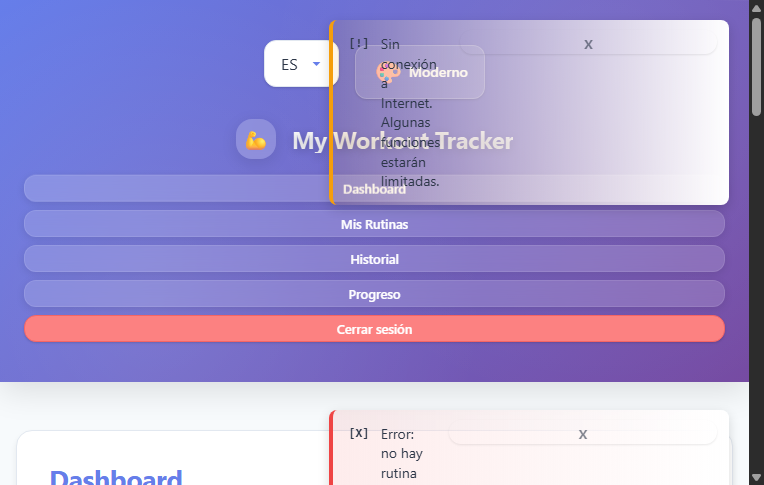 ES
Moderno
[!]
Sin
conexión
a
Internet.
Algunas
funciones
estarán
limitadas.
X
My Workout Tracker
Dashboard
Mis Rutinas
Historial
Progreso
Cerrar sesión
[X]
Error:
no hay
rutina
X
Dashboard